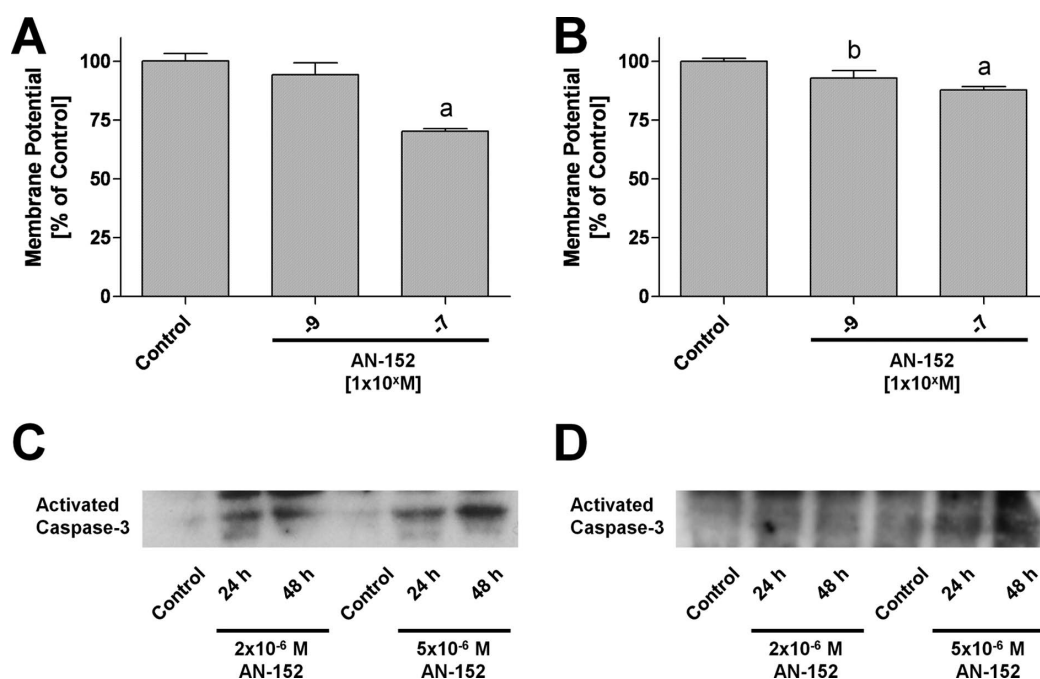 A
Membrane Potential
[% of Control]
100
75
50
25
0
a
Control
-9
-7
AN-152
[1x10ˣM]
B
Membrane Potential
[% of Control]
100
75
50
25
0
b
a
Control
-9
-7
AN-152
[1x10ˣM]
C
Activated
Caspase-3
Control
24 h
48 h
Control
24 h
48 h
2x10⁻⁶ M
AN-152
5x10⁻⁶ M
AN-152
D
Activated
Caspase-3
Control
24 h
48 h
Control
24 h
48 h
2x10⁻⁶ M
AN-152
5x10⁻⁶ M
AN-152